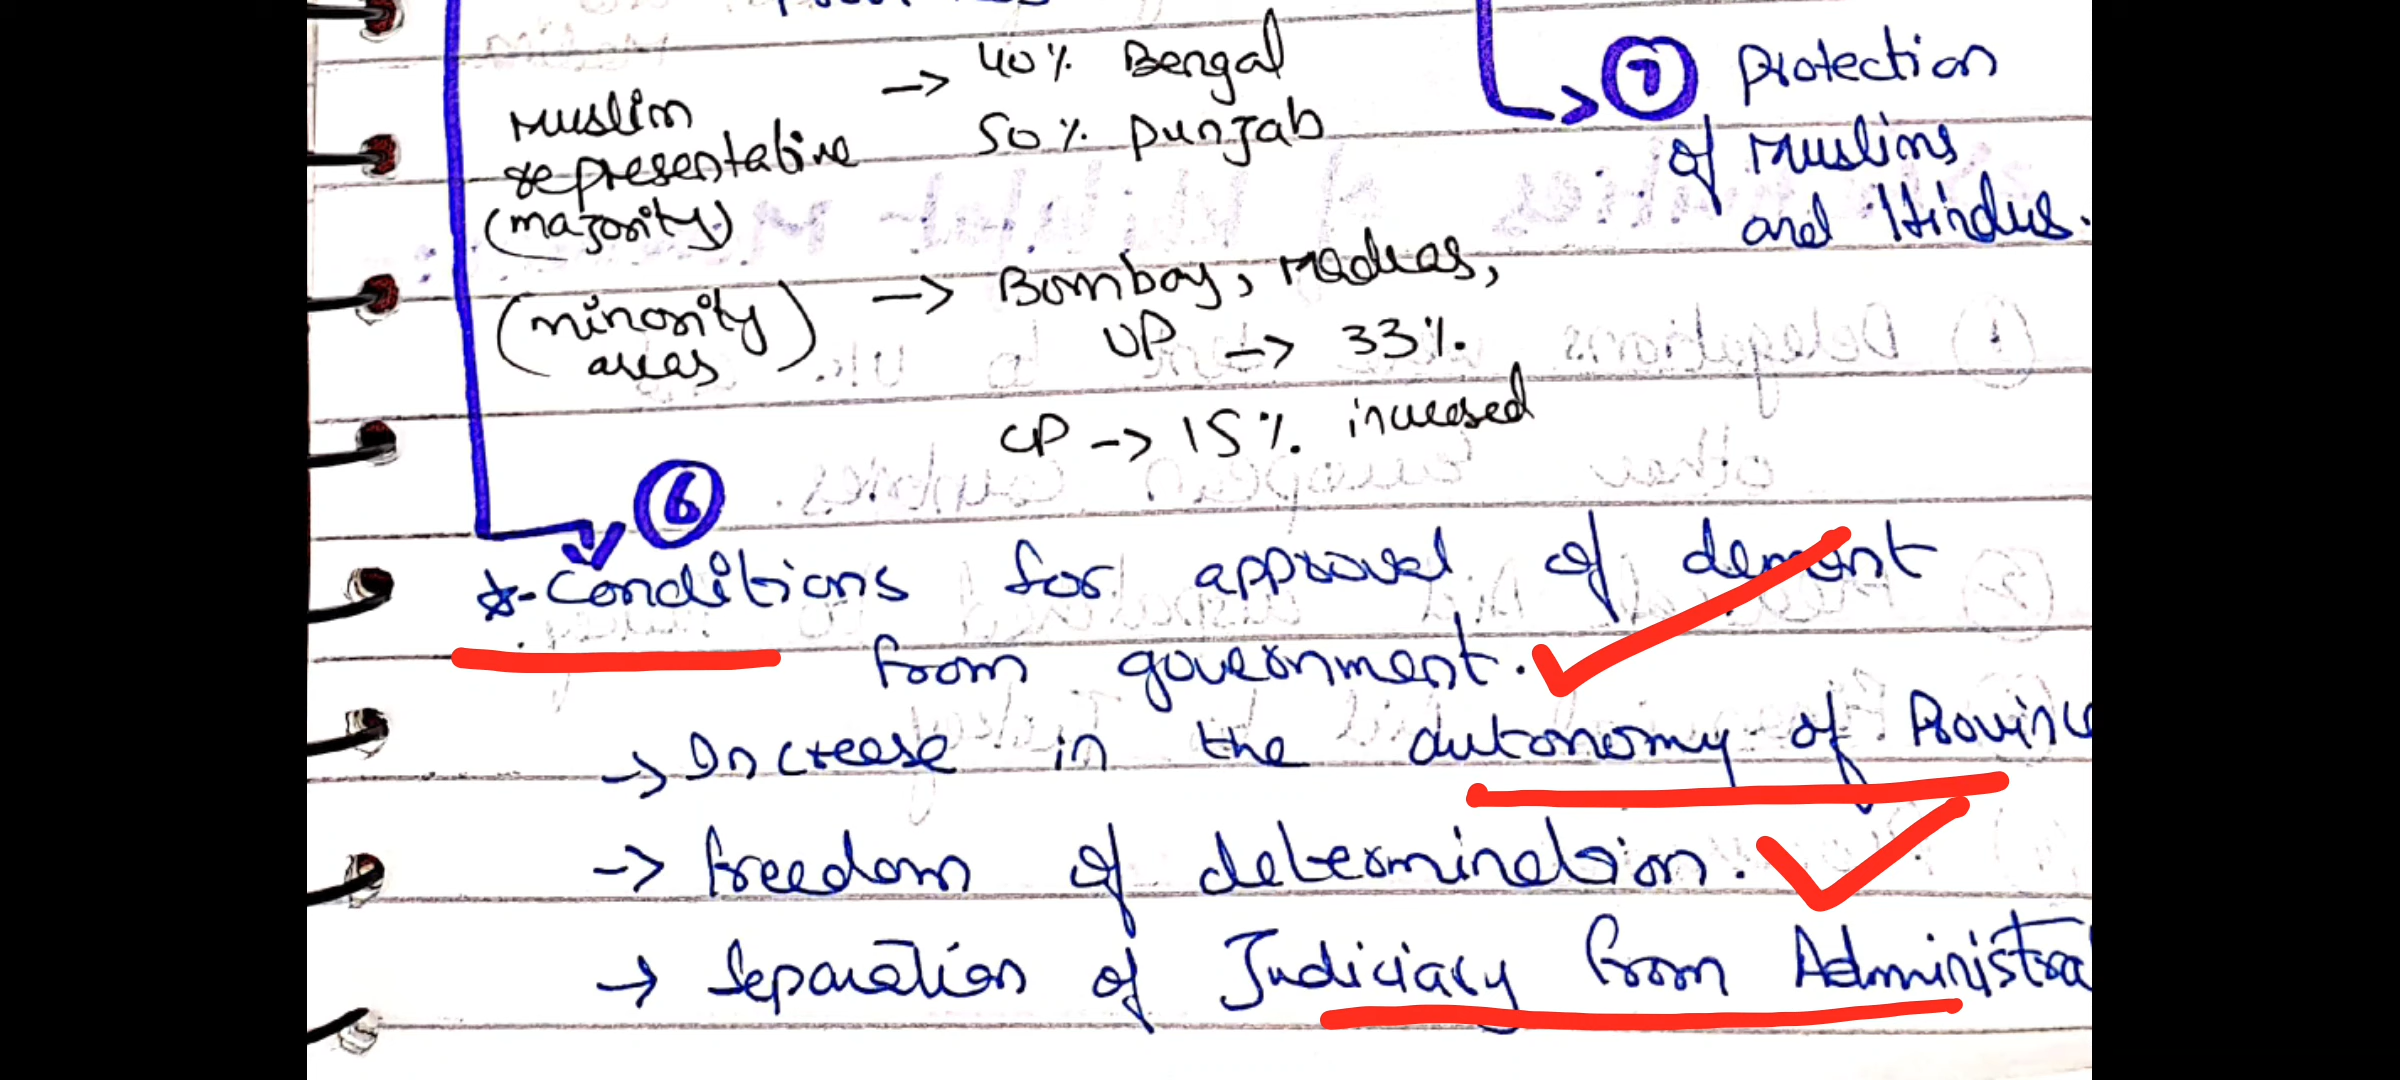 Muslim
representative
(majority)
-> 40% Bengal
50% Punjab
(minority
areas)
-> Bombay, Madras,
UP -> 33%.
CP -> 15%. increased
7 Protection
of Muslims
and Hindus.
6
*-Conditions for approval of demant
from government.
-> Increase in the autonomy of Province
-> freedom of determination.
-> Separation of Judiciary from Administra